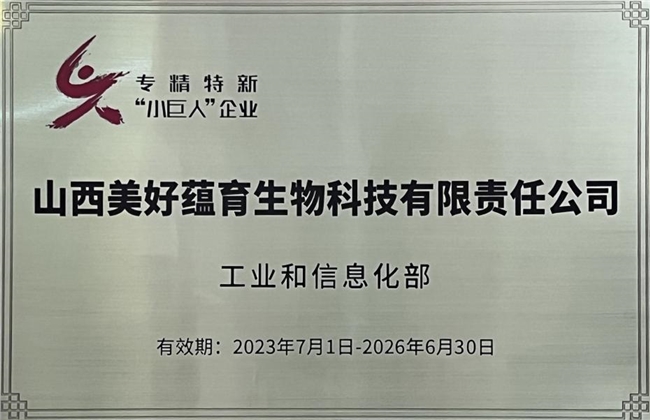 专精特新
“小巨人”企业
山西美好蕴育生物科技有限责任公司
工业和信息化部
有效期：2023年7月1日-2026年6月30日